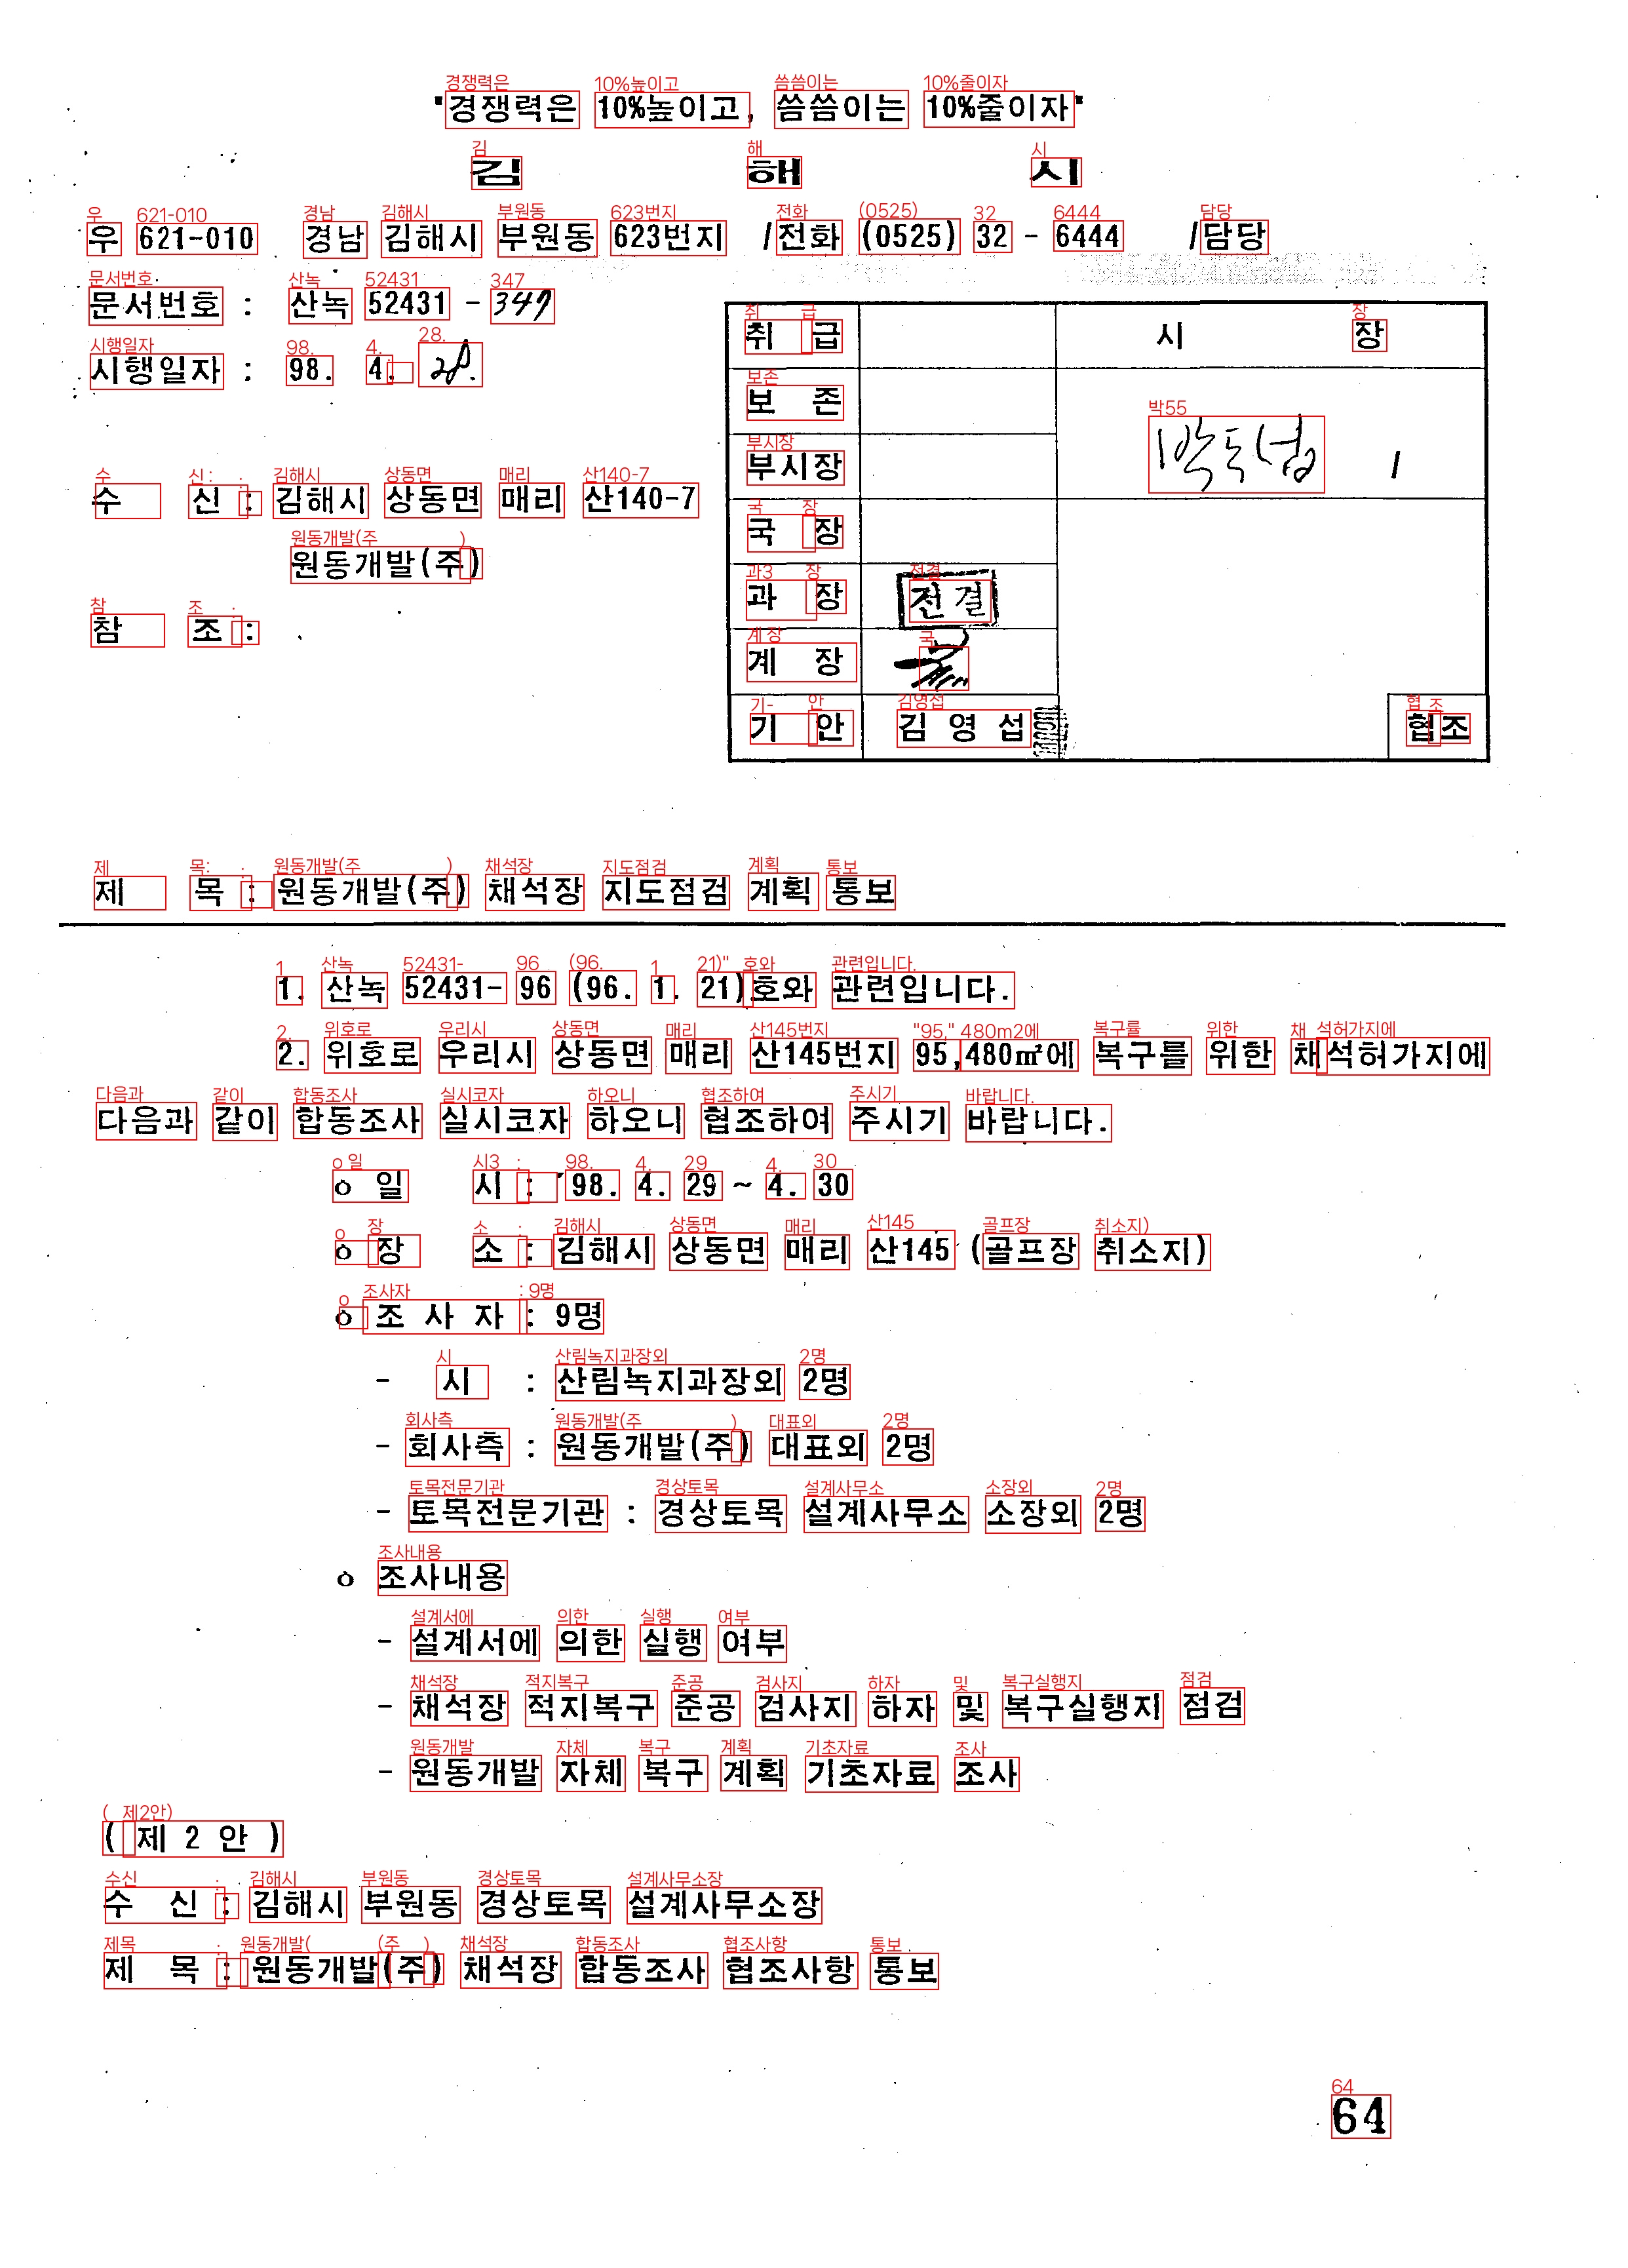 "경쟁력은 10%높이고, 씀씀이는 10%줄이자"
김 해 시
우 621-010 경남 김해시 부원동 623번지 /전화 (0525) 32 - 6444 /담당
문서번호 : 산녹 52431 - 347
시행일자 : 98. 4. 28.
수 신 : 김해시 상동면 매리 산140-7
원동개발(주)
참 조 :
취 급 시 장
보 존
부시장
국 장
과 장 전결
계 장
기 안 김 영 섭 협조
제 목 : 원동개발(주) 채석장 지도점검 계획 통보
1. 산녹 52431- 96 (96. 1. 21)호와 관련입니다.
2. 위호로 우리시 상동면 매리 산145번지 95,480㎡에 복구를 위한 채석허가지에
다음과 같이 합동조사 실시코자 하오니 협조하여 주시기 바랍니다.
o 일 시 : 98. 4. 29 ~ 4. 30
o 장 소 : 김해시 상동면 매리 산145 (골프장 취소지)
o 조 사 자 : 9명
- 시 : 산림녹지과장외 2명
- 회사측 : 원동개발(주) 대표외 2명
- 토목전문기관 : 경상토목 설계사무소 소장외 2명
o 조사내용
- 설계서에 의한 실행 여부
- 채석장 적지복구 준공 검사지 하자 및 복구실행지 점검
- 원동개발 자체 복구 계획 기초자료 조사
( 제 2 안 )
수 신 : 김해시 부원동 경상토목 설계사무소장
제 목 : 원동개발(주) 채석장 합동조사 협조사항 통보
64